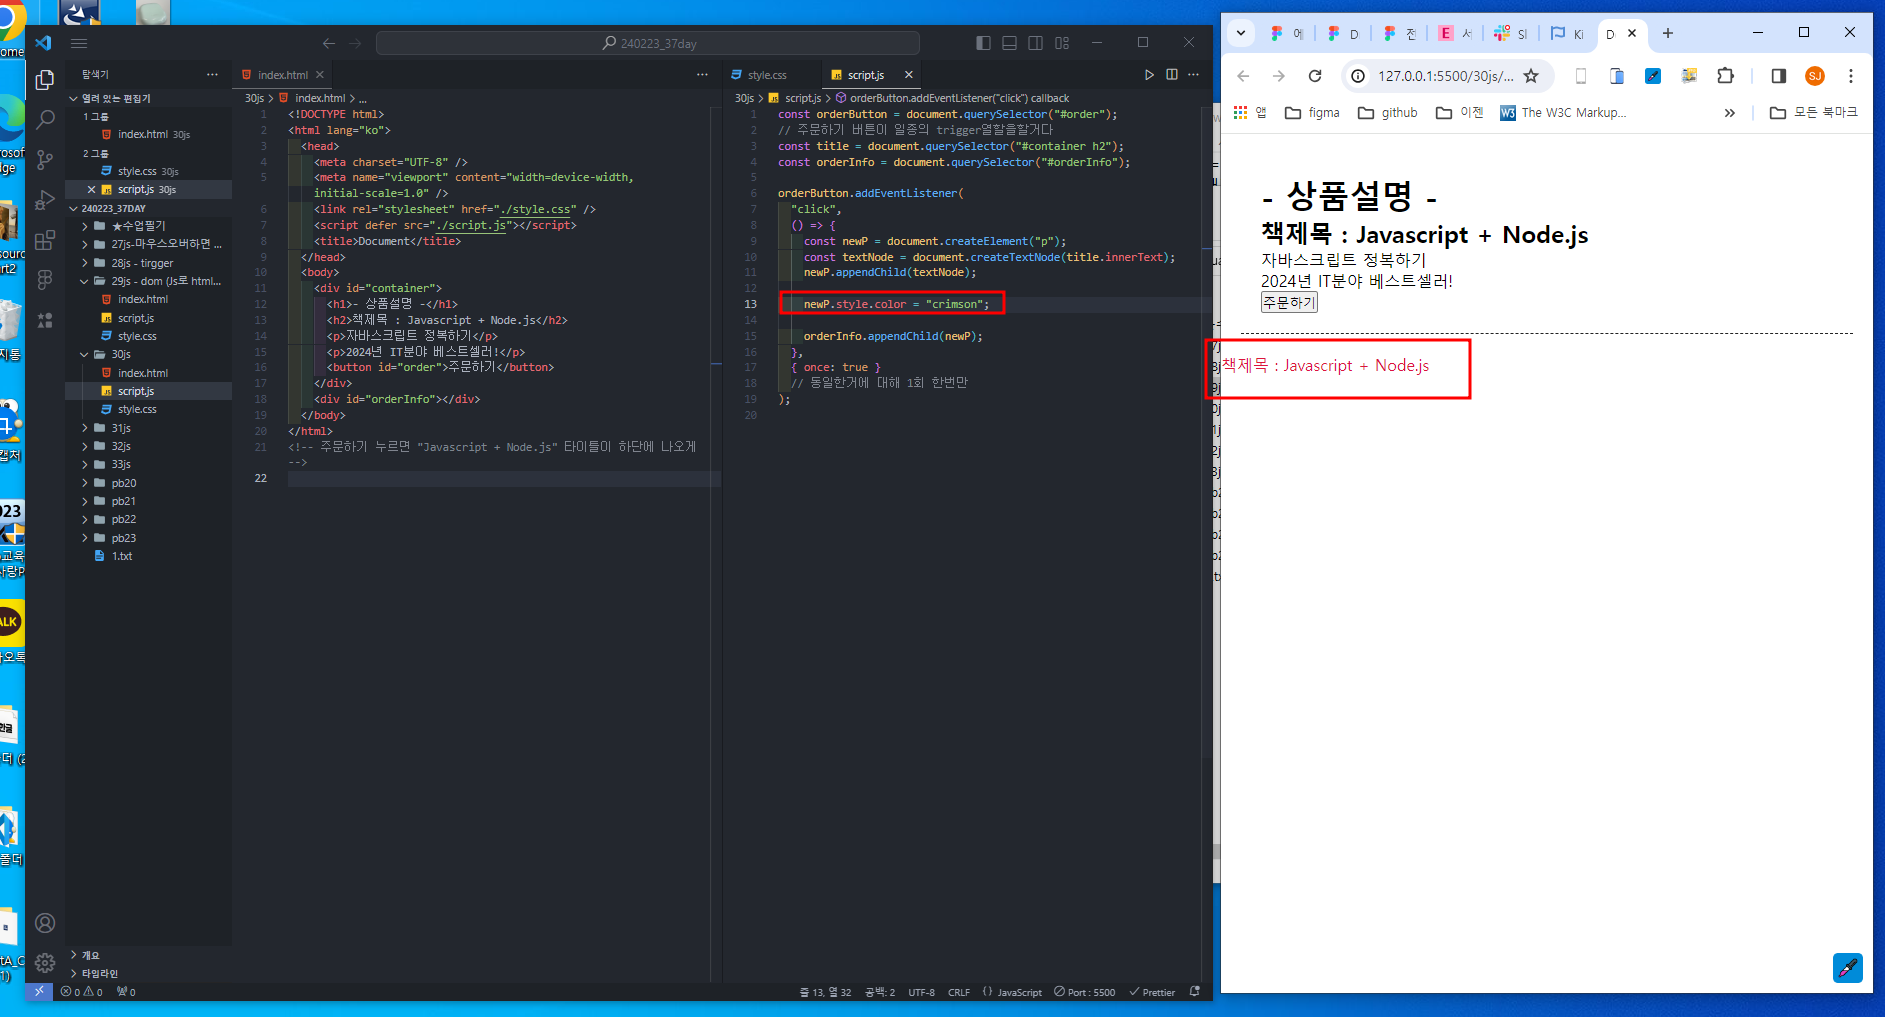 240223_37day
탐색기
열려 있는 편집기
1 그룹
index.html 30js
2 그룹
style.css 30js
script.js 30js
240223_37DAY
★수업필기
27js-마우스오버하면 ...
28js - tirgger
29js - dom (Js로 html...
index.html
script.js
style.css
30js
index.html
script.js
style.css
31js
32js
33js
pb20
pb21
pb22
pb23
1.txt
개요
타임라인
index.html
30js > index.html > ...
1 <!DOCTYPE html>
2 <html lang="ko">
3 <head>
4 <meta charset="UTF-8" />
5 <meta name="viewport" content="width=device-width,
initial-scale=1.0" />
6 <link rel="stylesheet" href="./style.css" />
7 <script defer src="./script.js"></script>
8 <title>Document</title>
9 </head>
10 <body>
11 <div id="container">
12 <h1>- 상품설명 -</h1>
13 <h2>책제목 : Javascript + Node.js</h2>
14 <p>자바스크립트 정복하기</p>
15 <p>2024년 IT분야 베스트셀러!</p>
16 <button id="order">주문하기</button>
17 </div>
18 <div id="orderInfo"></div>
19 </body>
20 </html>
21 <!-- 주문하기 누르면 "Javascript + Node.js" 타이틀이 하단에 나오게
-->
22
style.css
script.js
30js > script.js > orderButton.addEventListener("click") callback
1 const orderButton = document.querySelector("#order");
2 // 주문하기 버튼이 일종의 trigger역할을할거다
3 const title = document.querySelector("#container h2");
4 const orderInfo = document.querySelector("#orderInfo");
5
6 orderButton.addEventListener(
7 "click",
8 () => {
9 const newP = document.createElement("p");
10 const textNode = document.createTextNode(title.innerText);
11 newP.appendChild(textNode);
12
13 newP.style.color = "crimson";
14
15 orderInfo.appendChild(newP);
16 },
17 { once: true }
18 // 동일한거에 대해 1회 한번만
19 );
20
0 0 0
줄 13, 열 32 공백: 2 UTF-8 CRLF {} JavaScript Port : 5500 Prettier
127.0.0.1:5500/30js/...
SJ
앱 figma github 이젠 W3 The W3C Markup... » 모든 북마크
- 상품설명 -
책제목 : Javascript + Node.js
자바스크립트 정복하기
2024년 IT분야 베스트셀러!
주문하기
책제목 : Javascript + Node.js